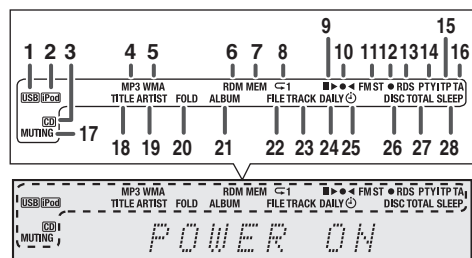 1 2 3 4 5 6 7 8 9 10 11 12 13 14 15 16
USB iPod MP3 WMA RDM MEM 1 FM ST RDS PTY TP TA
CD TITLE ARTIST FOLD ALBUM FILE TRACK DAILY DISC TOTAL SLEEP
MUTING 17 18 19 20 21 22 23 24 25 26 27 28
MP3 WMA RDM MEM 1 FM ST RDS PTY TP TA
USB iPod TITLE ARTIST FOLD ALBUM FILE TRACK DAILY DISC TOTAL SLEEP
CD
MUTING POWER ON